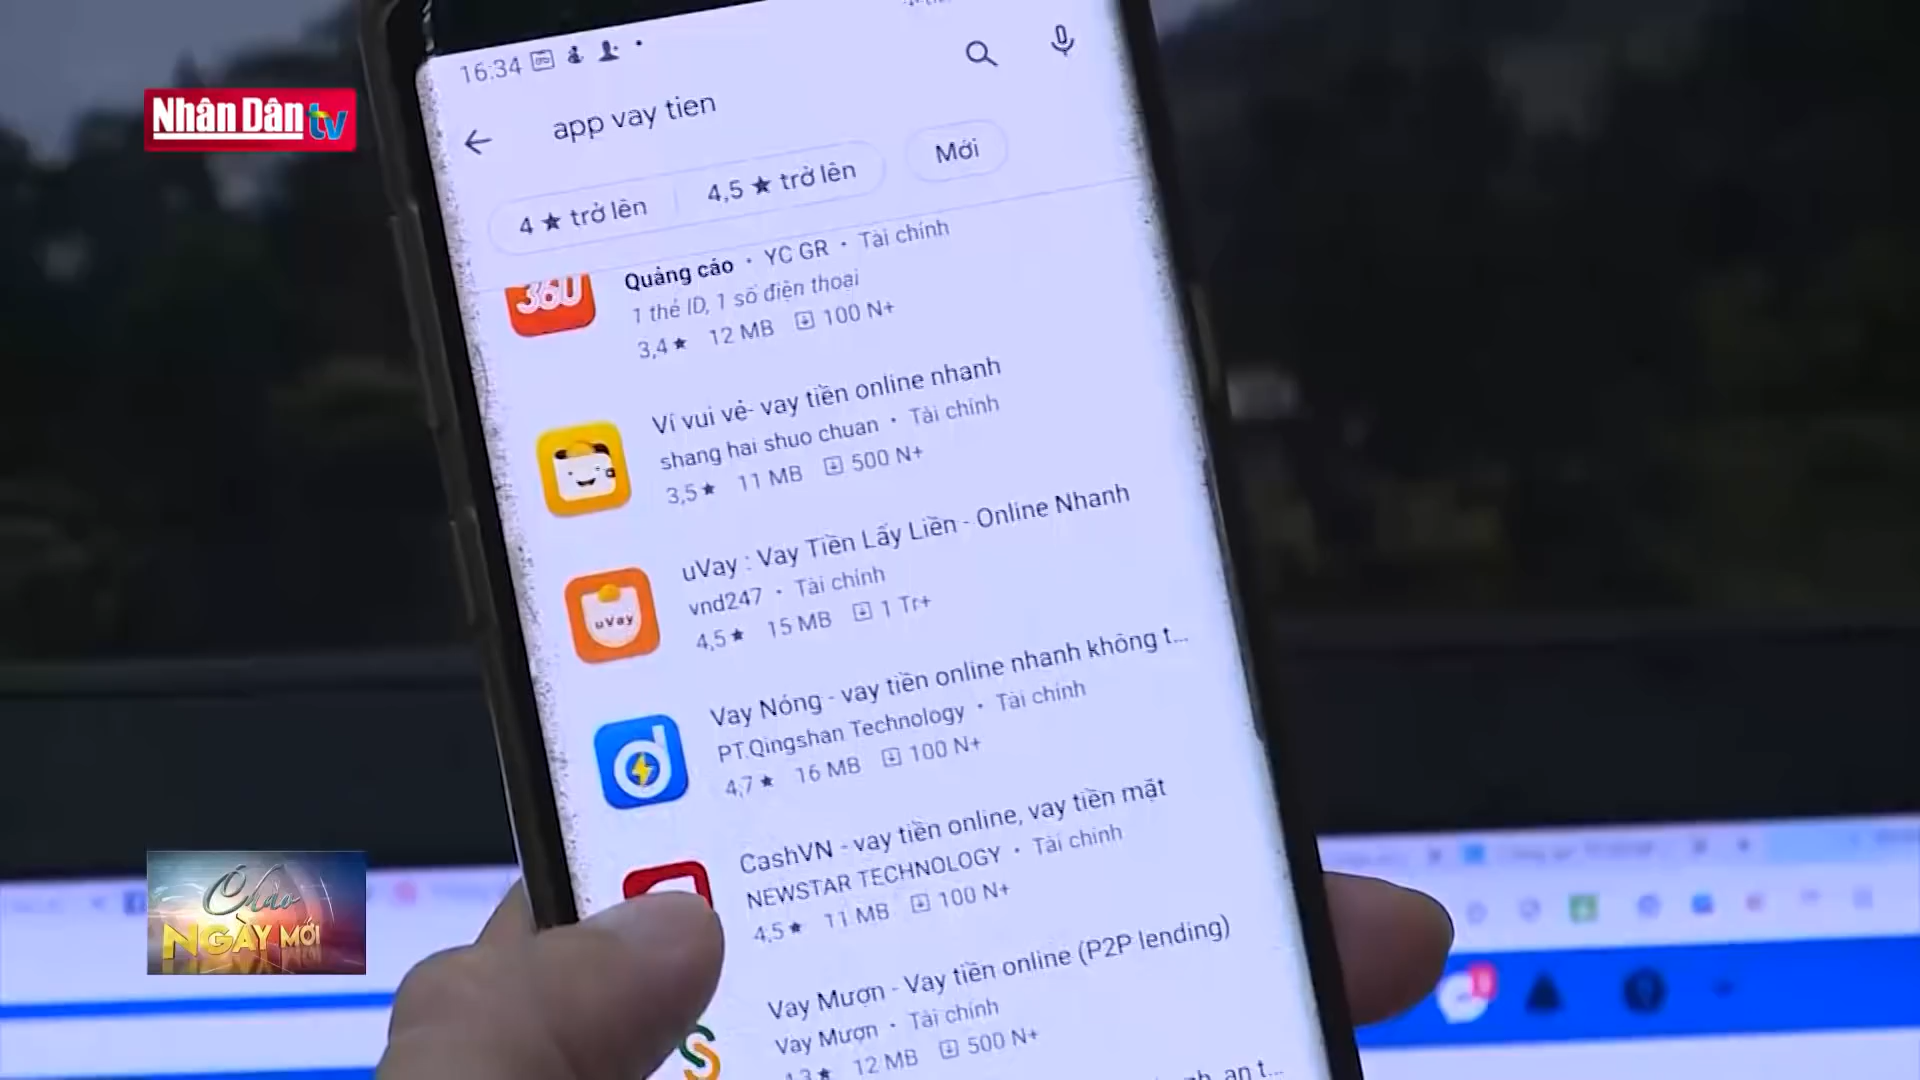 Nhân Dân tv
16:34
app vay tien
4 ★ trở lên
4,5 ★ trở lên
Mới
360
Quảng cáo · YC GR · Tài chính
1 thẻ ID, 1 số điện thoại
3,4 ★ 12 MB 100 N+
Ví vui vẻ- vay tiền online nhanh
shang hai shuo chuan · Tài chính
3,5 ★ 11 MB 500 N+
uVay : Vay Tiền Lấy Liền - Online Nhanh
uVay
vnd247 · Tài chính
4,5 ★ 15 MB 1 Tr+
Vay Nóng - vay tiền online nhanh không t...
PT.Qingshan Technology · Tài chính
4,7 ★ 16 MB 100 N+
CashVN - vay tiền online, vay tiền mặt
NEWSTAR TECHNOLOGY · Tài chính
4,5 ★ 11 MB 100 N+
Vay Mượn - Vay tiền online (P2P lending)
Vay Mượn · Tài chính
4,3 ★ 12 MB 500 N+
Chào
NGÀY MỚI